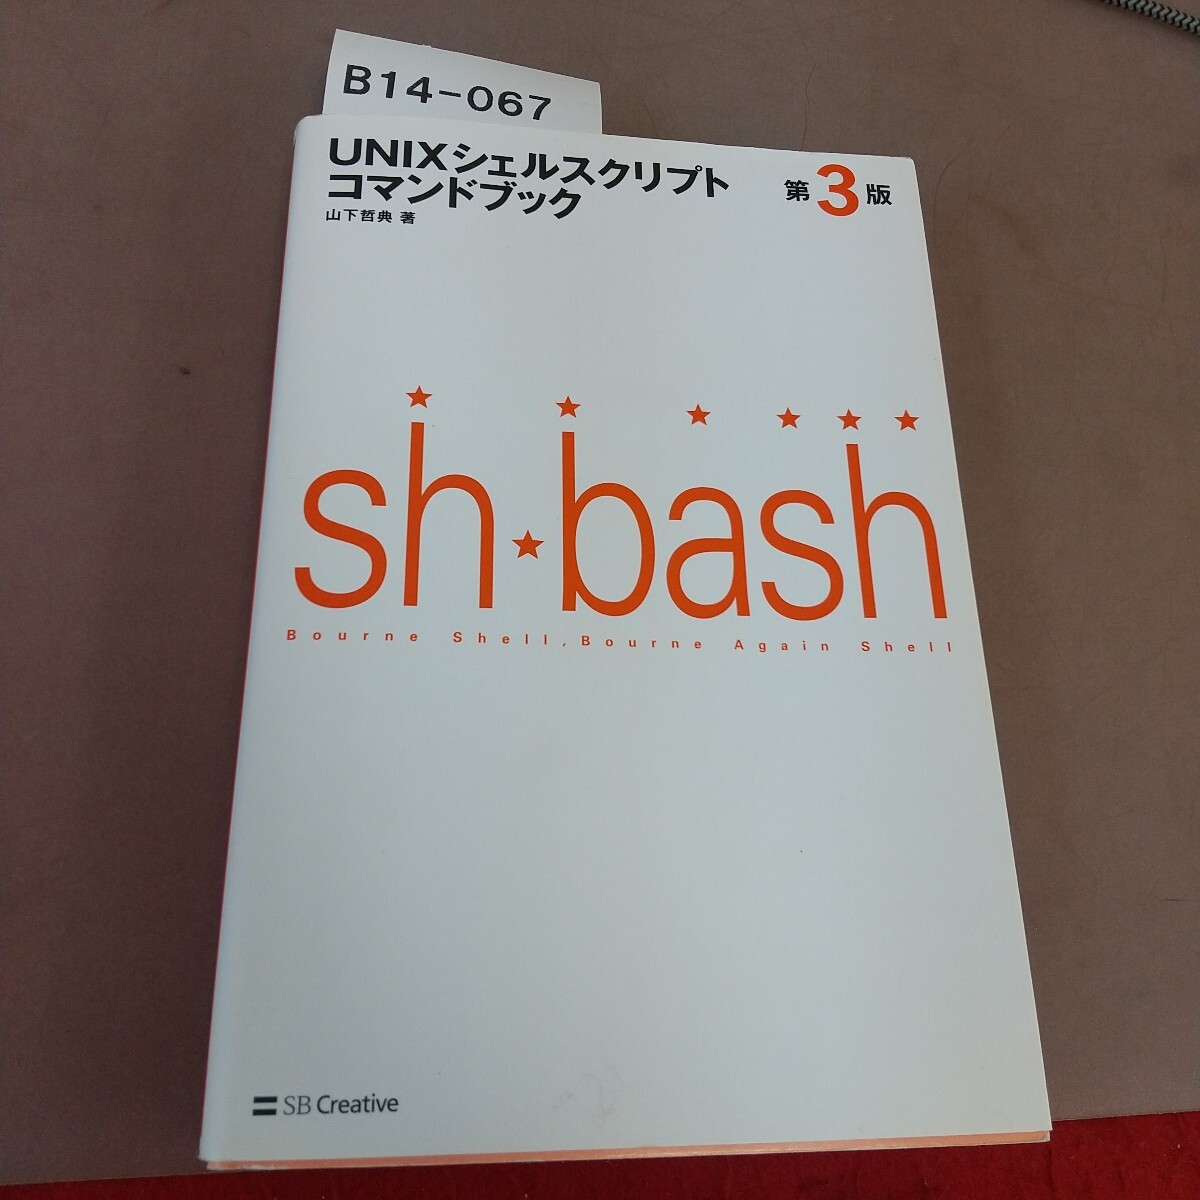 B14-067
UNIXシェルスクリプト
コマンドブック
第3版
山下哲典 著
sh★bash
Bourne Shell, Bourne Again Shell
SB Creative